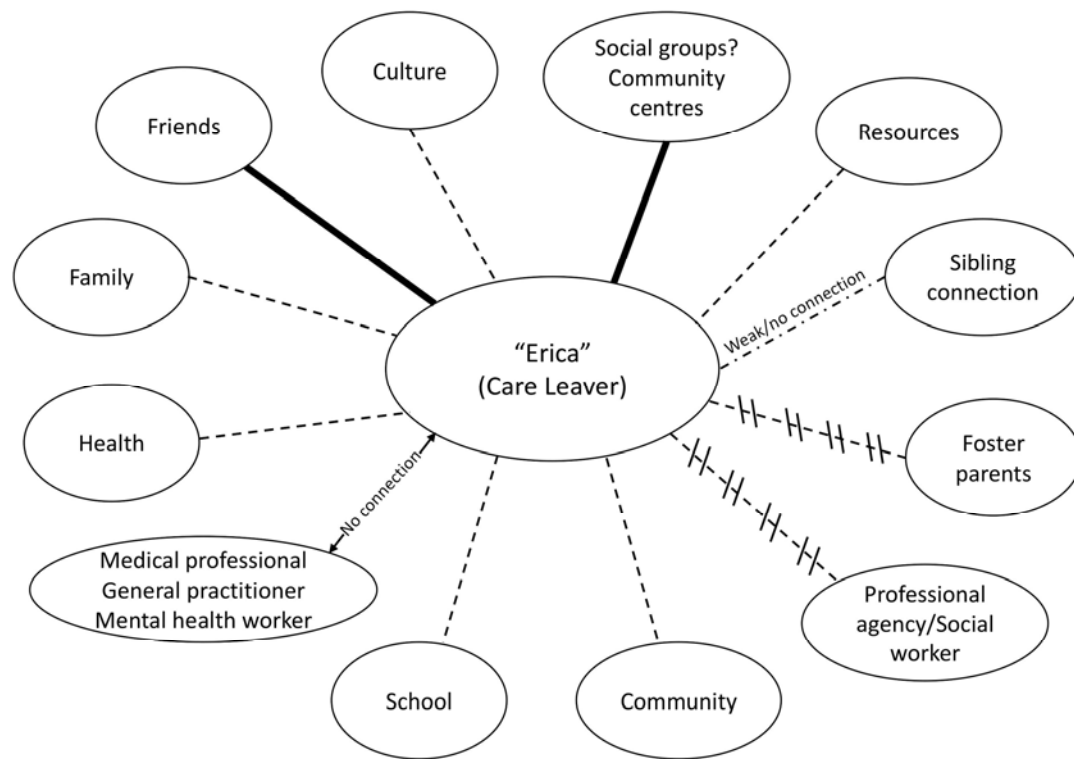 Culture
Social groups?
Community
centres
Friends
Resources
Family
Sibling
connection
Weak/no connection
"Erica"
(Care Leaver)
Health
Foster
parents
No connection
Medical professional
General practitioner
Mental health worker
Professional
agency/Social
worker
School
Community